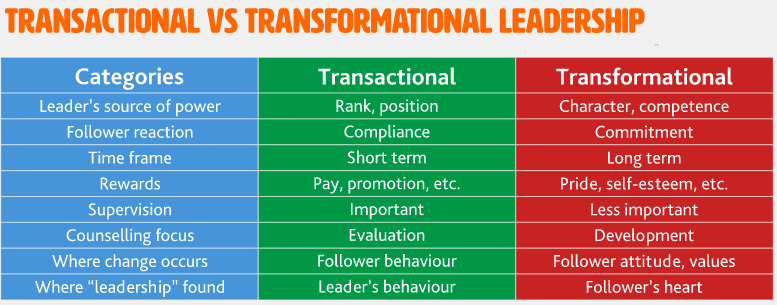 TRANSACTIONAL VS TRANSFORMATIONAL LEADERSHIP
Categories Transactional Transformational
Leader's source of power Rank, position Character, competence
Follower reaction Compliance Commitment
Time frame Short term Long term
Rewards Pay, promotion, etc. Pride, self-esteem, etc.
Supervision Important Less important
Counselling focus Evaluation Development
Where change occurs Follower behaviour Follower attitude, values
Where “leadership” found Leader's behaviour Follower's heart